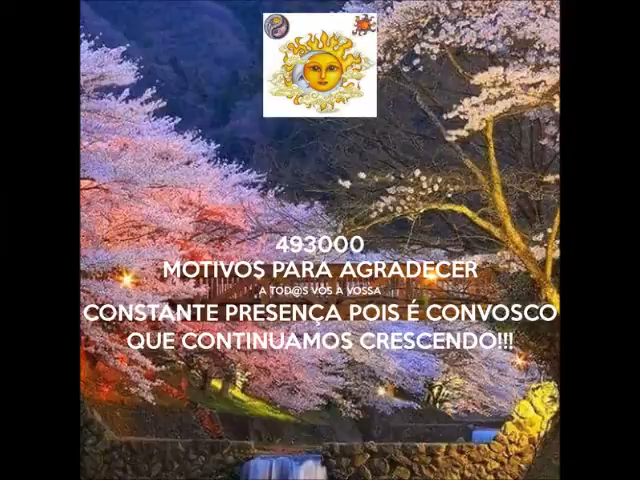 493000
MOTIVOS PARA AGRADECER
A TOD@S VÓS A VOSSA
CONSTANTE PRESENÇA POIS É CONVOSCO
QUE CONTINUAMOS CRESCENDO!!!